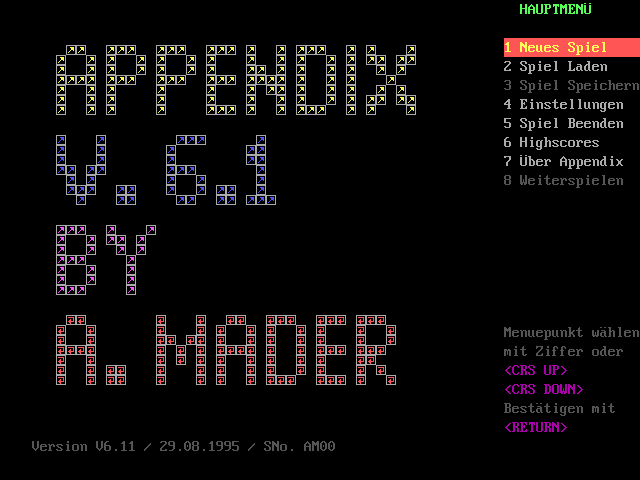 HAUPTMENÜ
APPENDIX
V. 6.1
BY
A. MADER
1 Neues Spiel
2 Spiel Laden
3 Spiel Speichern
4 Einstellungen
5 Spiel Beenden
6 Highscores
7 Über Appendix
8 Weiterspielen
Menuepunkt wählen
mit Ziffer oder
<CRS UP>
<CRS DOWN>
Bestätigen mit
<RETURN>
Version V6.11 / 29.08.1995 / SNo. AM00